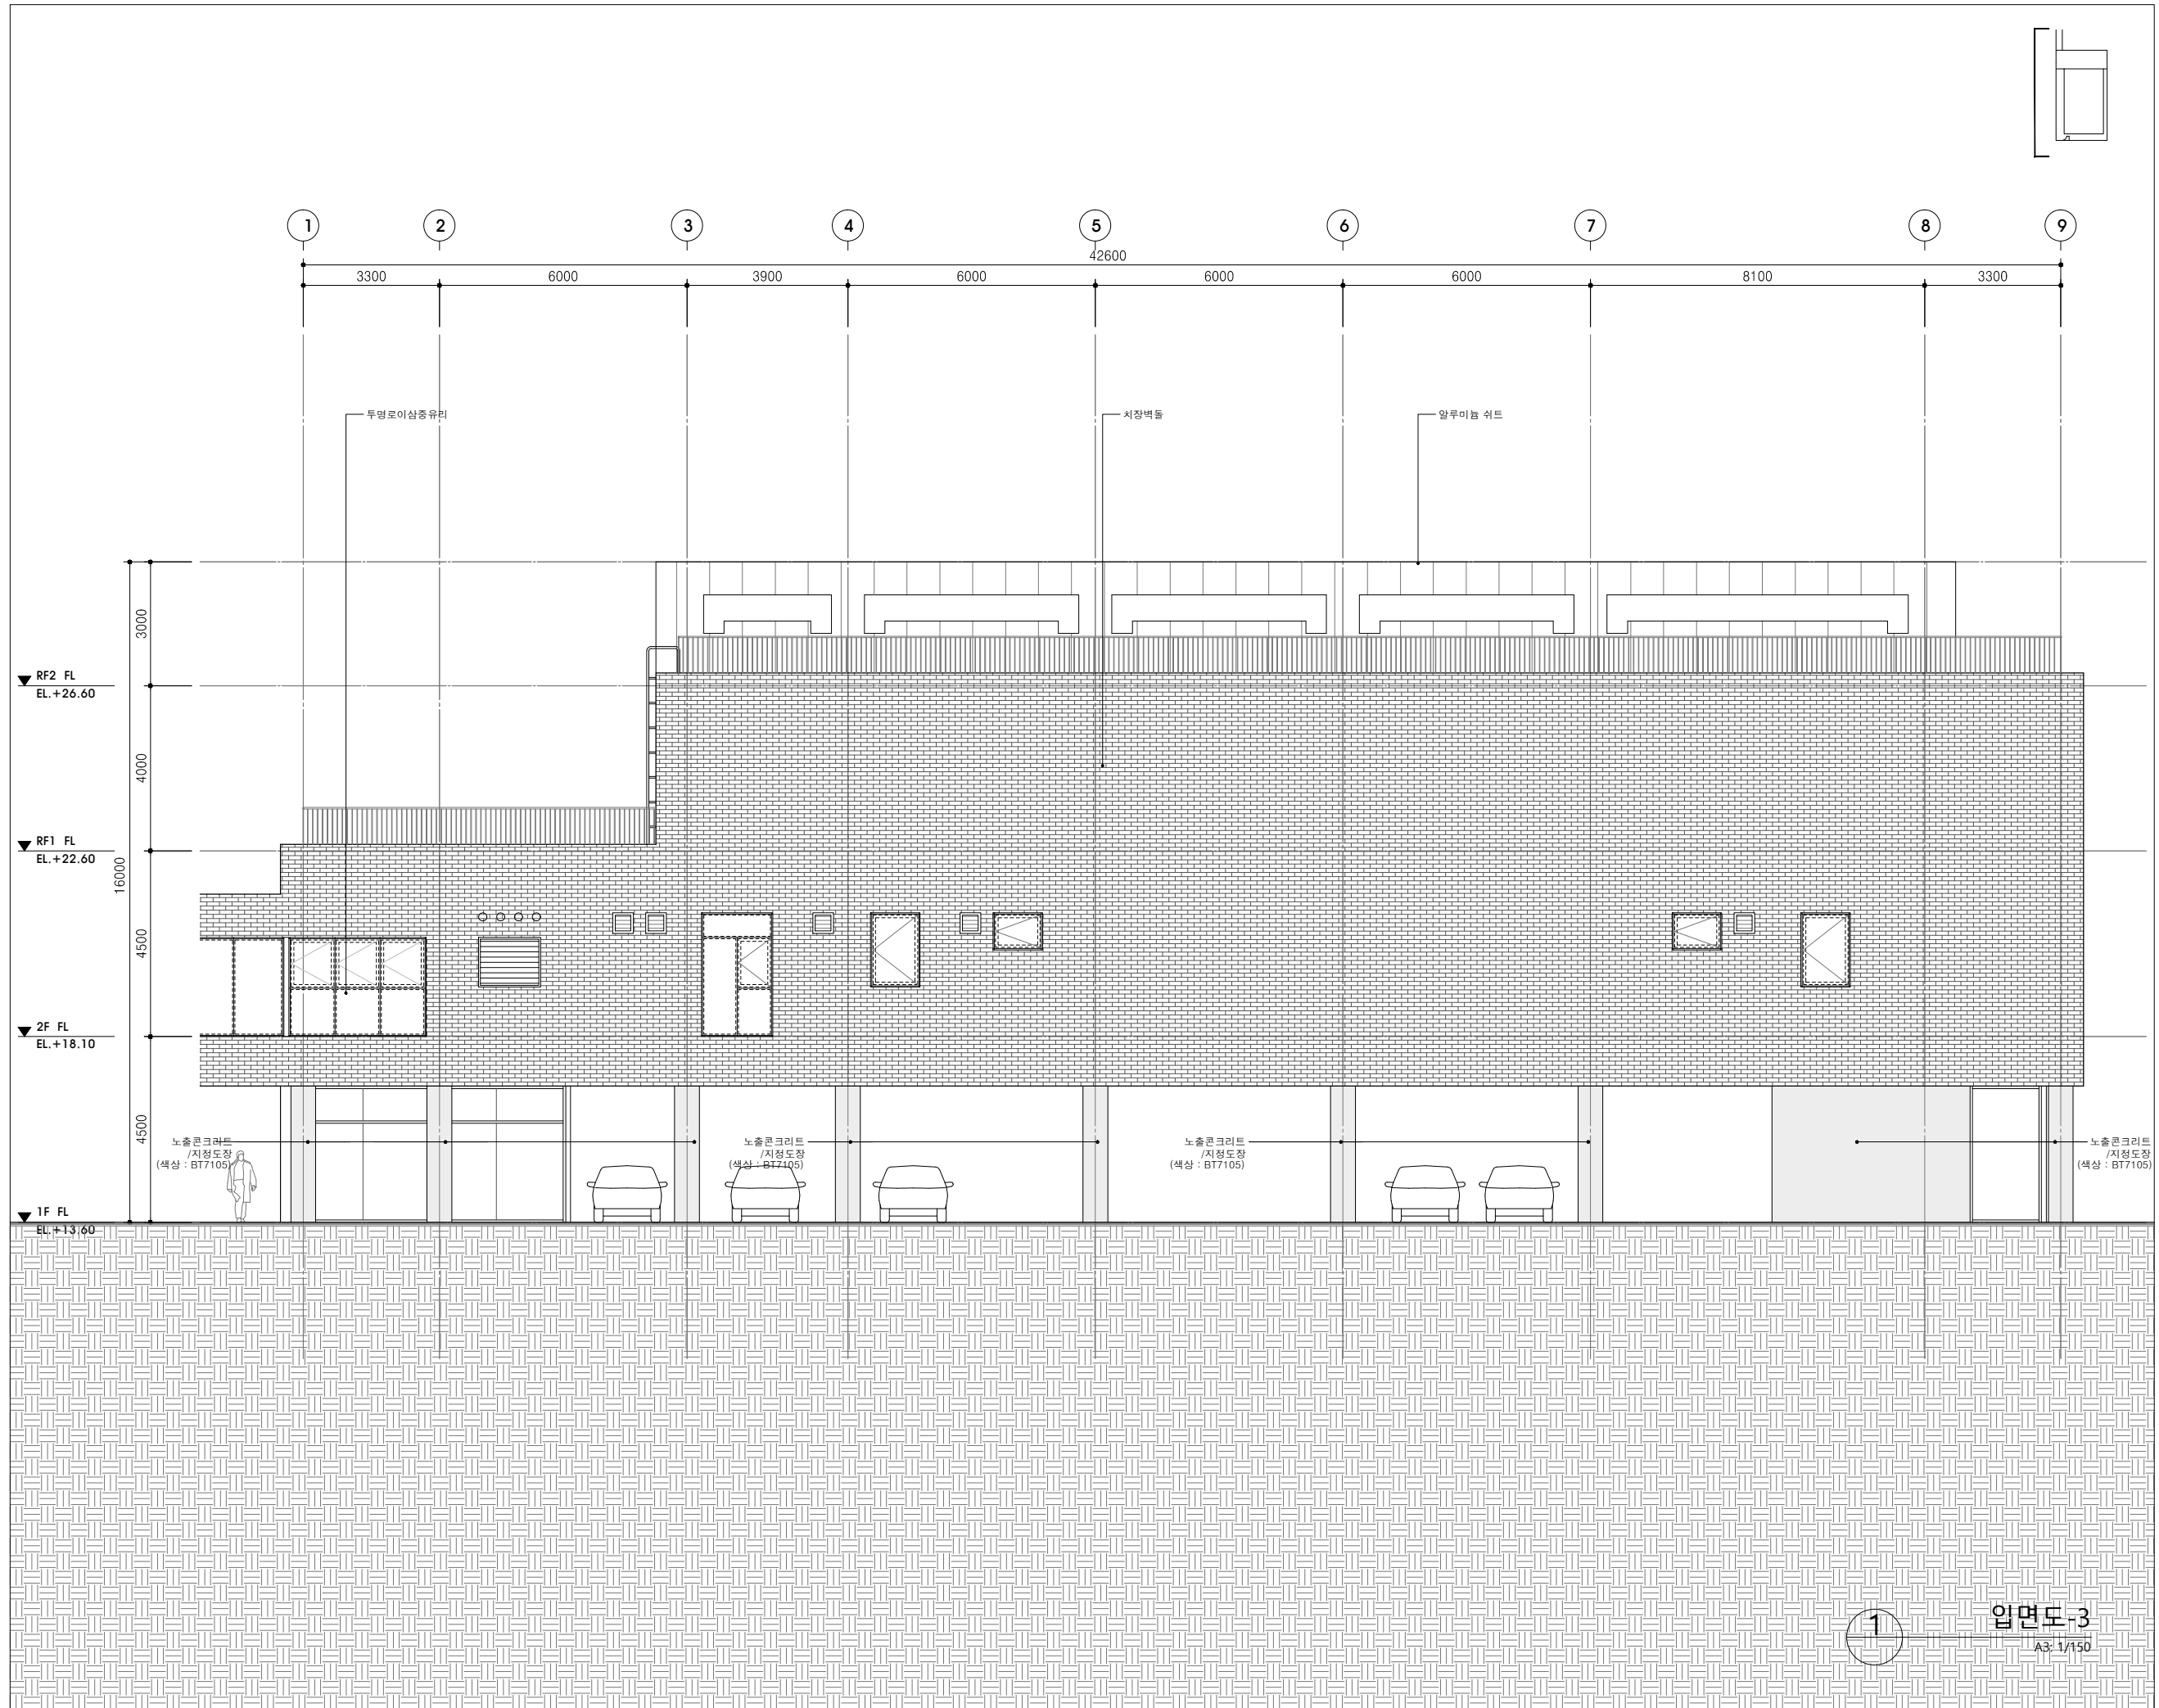 1 2 3 4 5 6 7 8 9
42600
3300 6000 3900 6000 6000 6000 8100 3300
투명로이삼중유리 치장벽돌 알루미늄 쉬트
3000
RF2 FL
EL.+26.60
4000
RF1 FL
EL.+22.60
16000
4500
2F FL
EL.+18.10
4500
노출콘크리트
/지정도장
(색상 : BT7105)
노출콘크리트
/지정도장
(색상 : BT7105)
노출콘크리트
/지정도장
(색상 : BT7105)
노출콘크리트
/지정도장
(색상 : BT7105)
1F FL
EL.+13.60
1
입면도-3
A3: 1/150